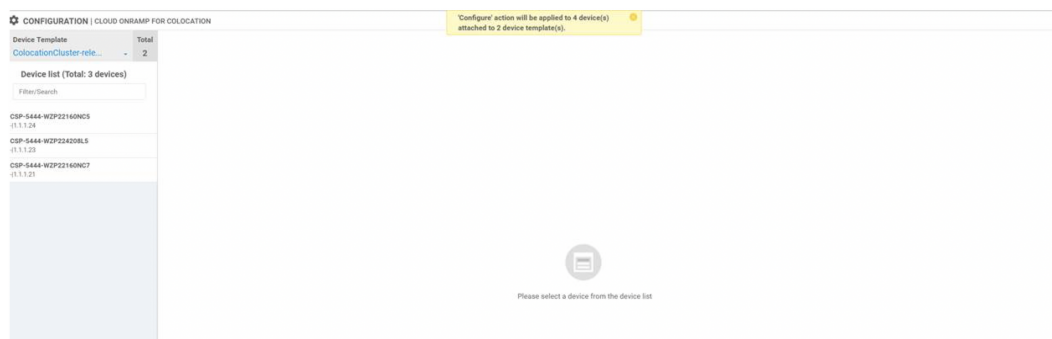 CONFIGURATION | CLOUD ONRAMP FOR COLOCATION
'Configure' action will be applied to 4 device(s)
attached to 2 device template(s).
Device Template Total
ColocationCluster-rele... 2
Device list (Total: 3 devices)
Filter/Search
CSP-5444-WZP22160NC5
-|1.1.1.24
CSP-5444-WZP224208L5
-|1.1.1.23
CSP-5444-WZP22160NC7
-|1.1.1.21
Please select a device from the device list